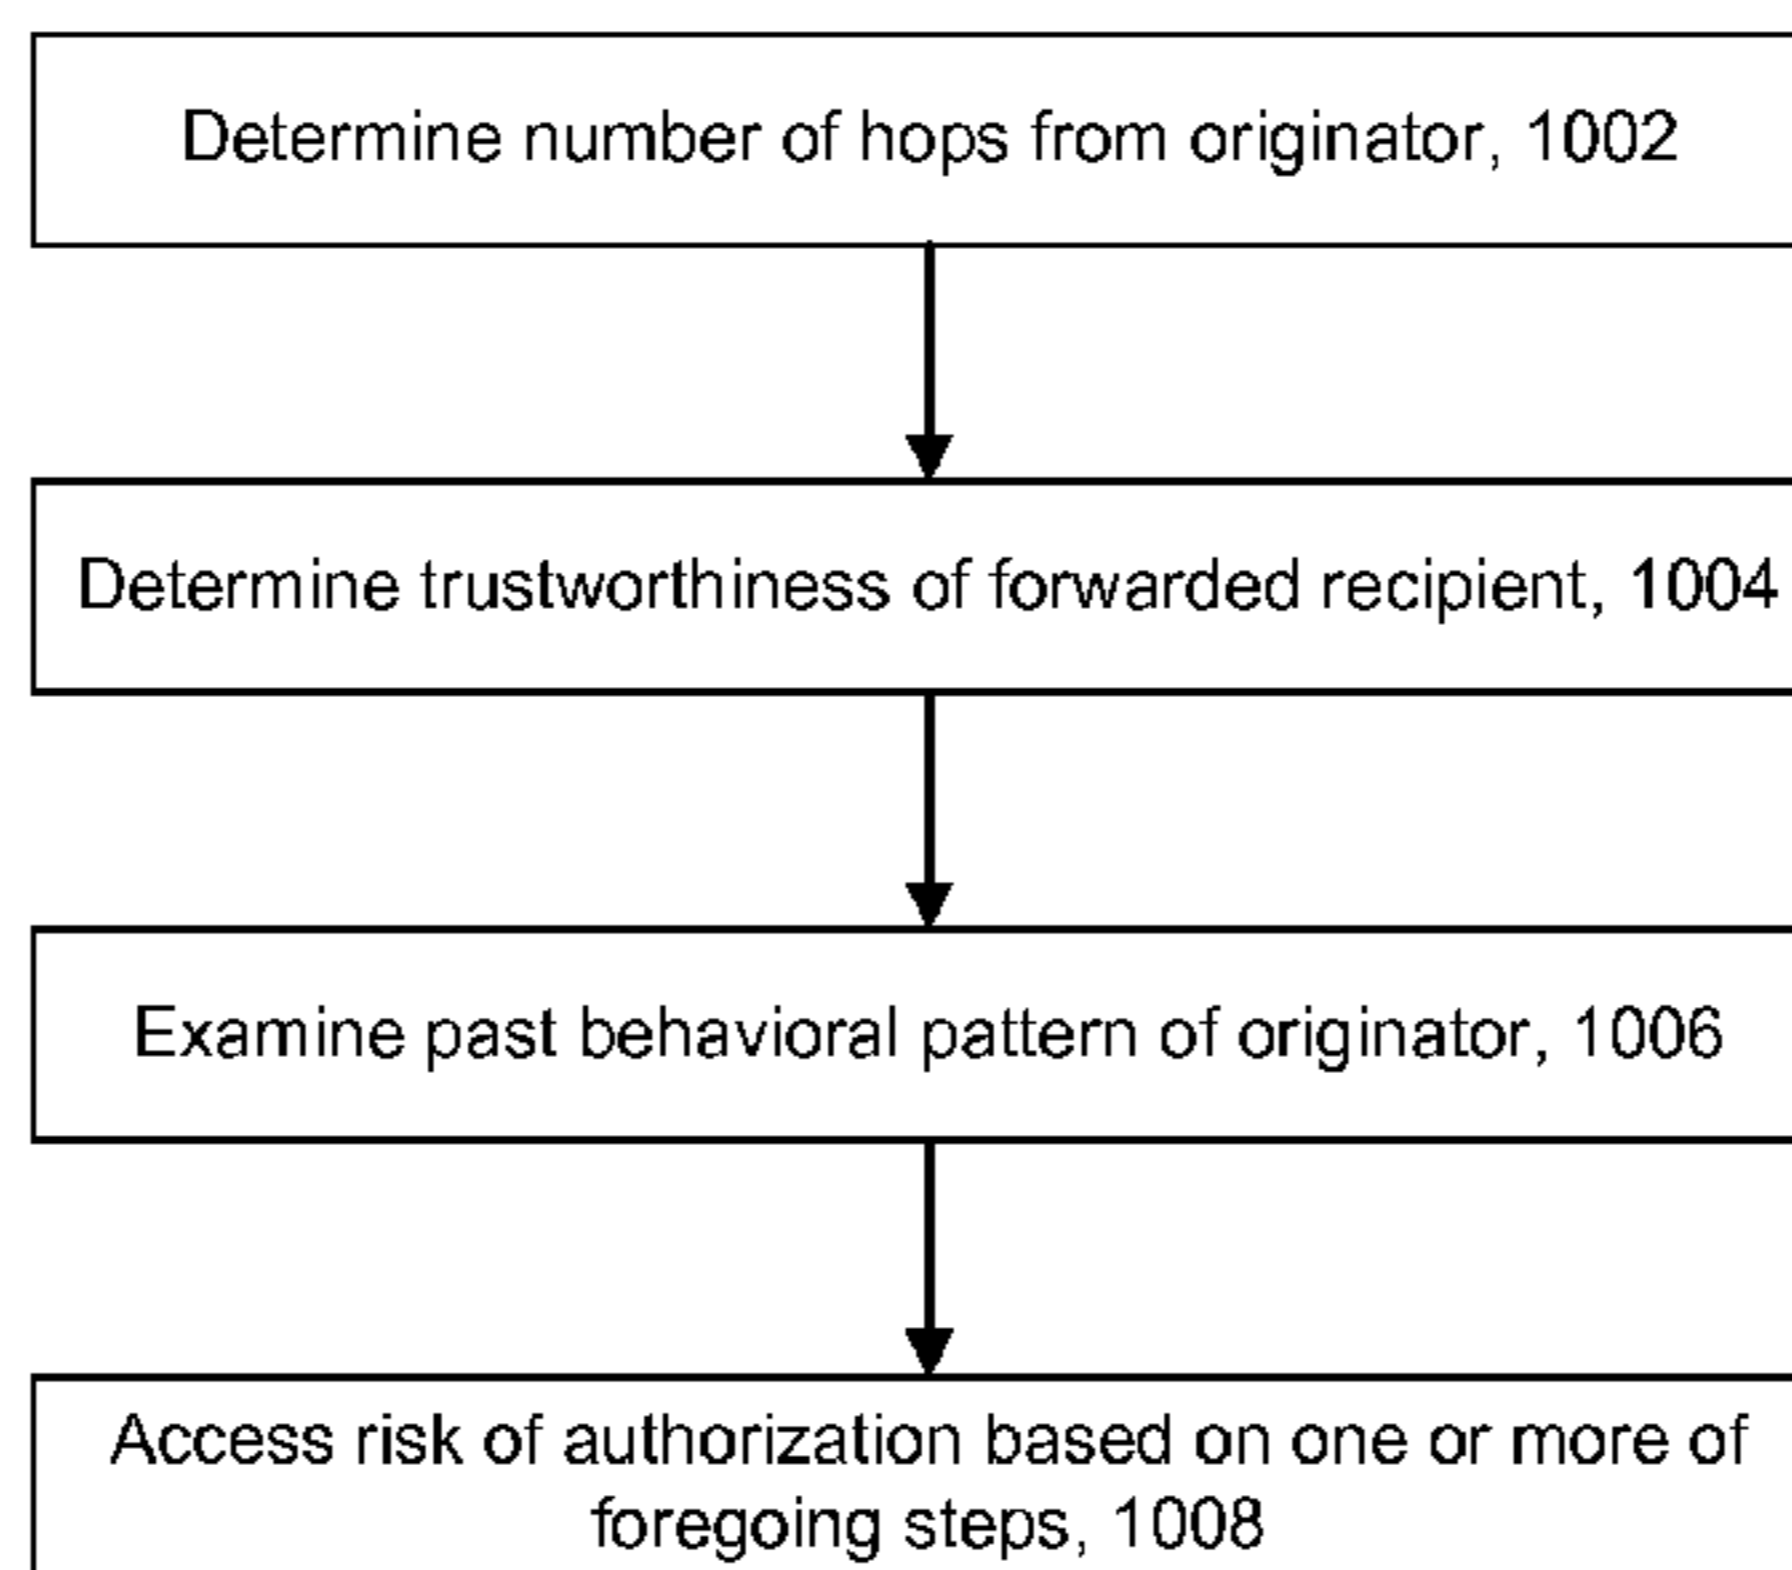 Determine number of hops from originator, 1002
Determine trustworthiness of forwarded recipient, 1004
Examine past behavioral pattern of originator, 1006
Access risk of authorization based on one or more of
foregoing steps, 1008